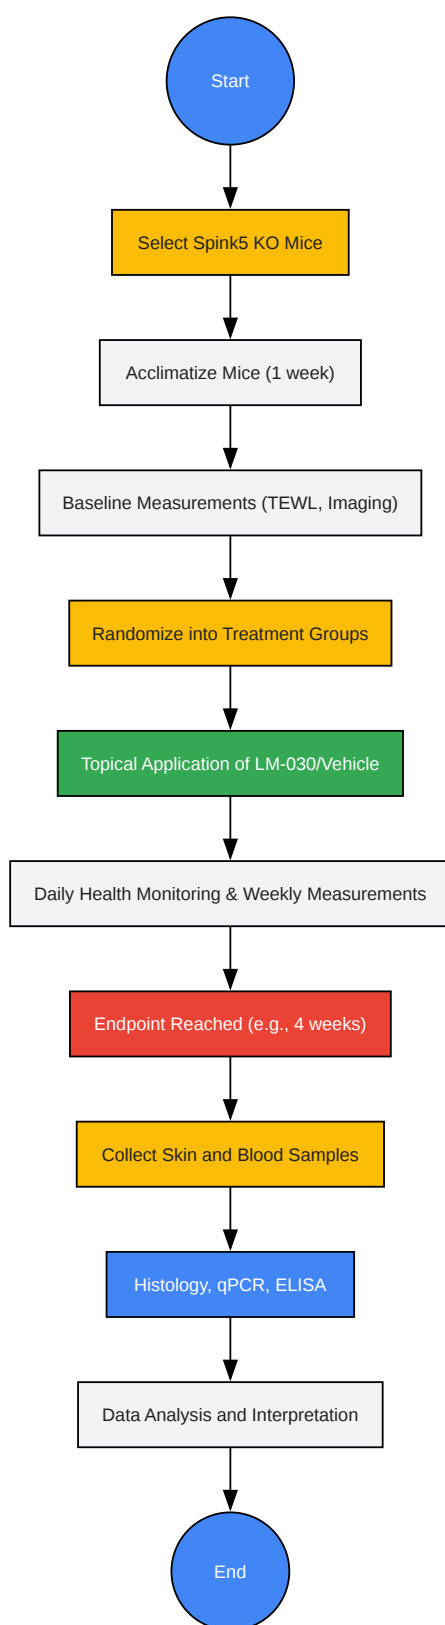 Start
Select Spink5 KO Mice
Acclimatize Mice (1 week)
Baseline Measurements (TEWL, Imaging)
Randomize into Treatment Groups
Topical Application of LM-030/Vehicle
Daily Health Monitoring & Weekly Measurements
Endpoint Reached (e.g., 4 weeks)
Collect Skin and Blood Samples
Histology, qPCR, ELISA
Data Analysis and Interpretation
End